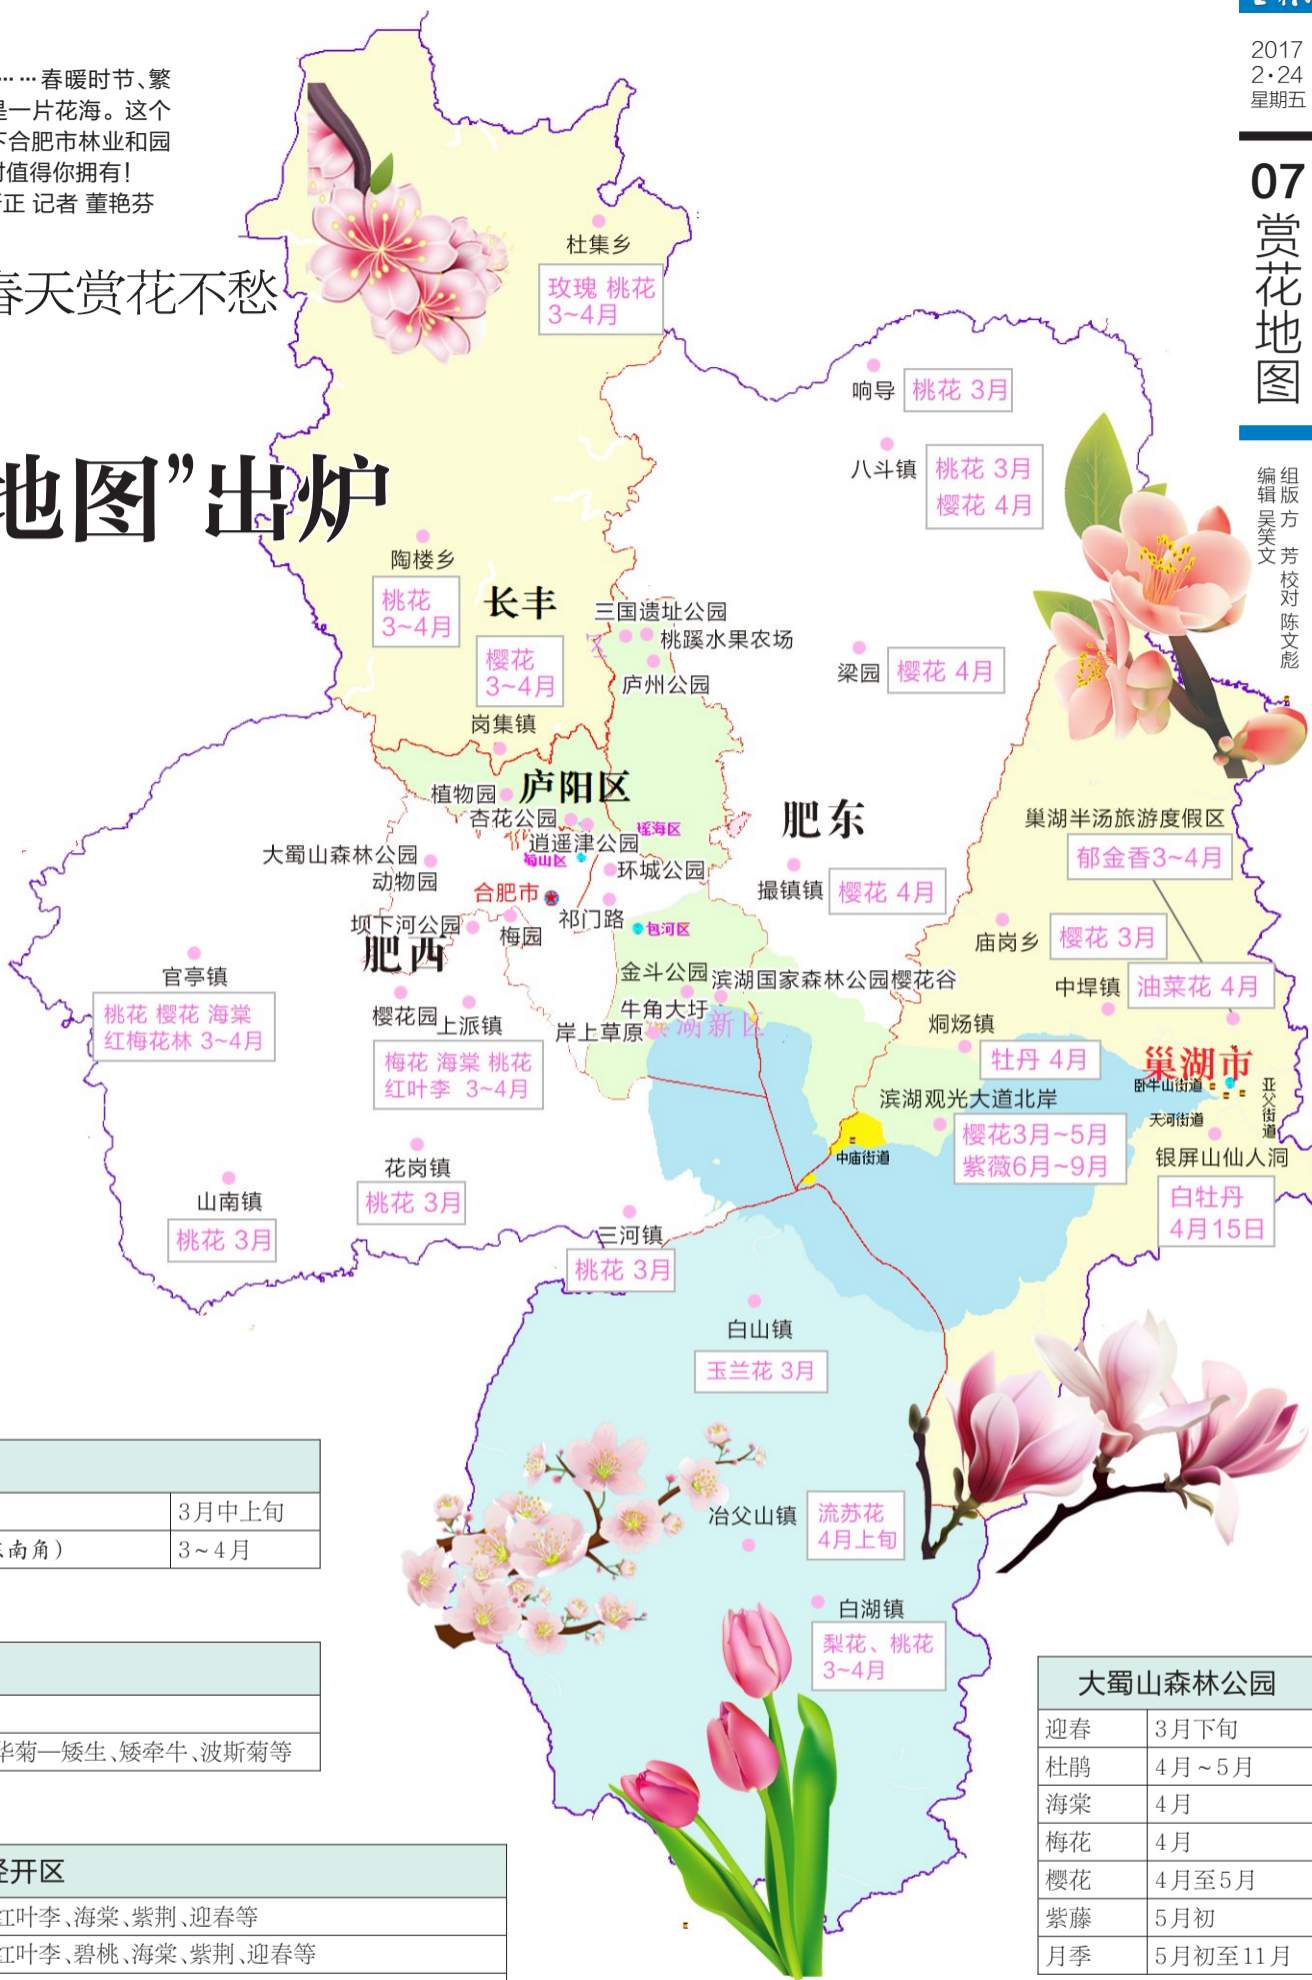 ……春暖时节、繁
是一片花海。这个
下合肥市林业和园
时值得你拥有！
正 记者 董艳芬
春天赏花不愁
地图”出炉
2017
2·24
星期五
07
赏花地图
组版 方 芳 校对 陈文彪
编辑 吴笑文
杜集乡
玫瑰 桃花
3~4月
响导
桃花 3月
八斗镇
桃花 3月
樱花 4月
陶楼乡
桃花
3~4月
长丰
樱花
3~4月
岗集镇
三国遗址公园
桃蹊水果农场
庐州公园
梁园
樱花 4月
植物园
庐阳区
杏花公园
逍遥津公园
瑶海区
蜀山区
环城公园
大蜀山森林公园
动物园
合肥市
祁门路
坝下河公园
梅园
包河区
肥西
肥东
撮镇镇
樱花 4月
巢湖半汤旅游度假区
郁金香3~4月
庙岗乡
樱花 3月
中垾镇
油菜花 4月
官亭镇
桃花 樱花 海棠
红梅花林 3~4月
樱花园
上派镇
梅花 海棠 桃花
红叶李 3~4月
金斗公园
滨湖国家森林公园樱花谷
牛角大圩
岸上草原
滨湖新区
烔炀镇
牡丹 4月
巢湖市
卧牛山街道
天河街道
亚父街道
滨湖观光大道北岸
樱花3月~5月
紫薇6月~9月
中庙街道
银屏山仙人洞
白牡丹
4月15日
花岗镇
桃花 3月
山南镇
桃花 3月
三河镇
桃花 3月
白山镇
玉兰花 3月
冶父山镇
流苏花
4月上旬
白湖镇
梨花、桃花
3~4月
3月中上旬
南角）
3~4月
华菊—矮生、矮牵牛、波斯菊等
经开区
红叶李、海棠、紫荆、迎春等
红叶李、碧桃、海棠、紫荆、迎春等
大蜀山森林公园
迎春 3月下旬
杜鹃 4月~5月
海棠 4月
梅花 4月
樱花 4月至5月
紫藤 5月初
月季 5月初至11月